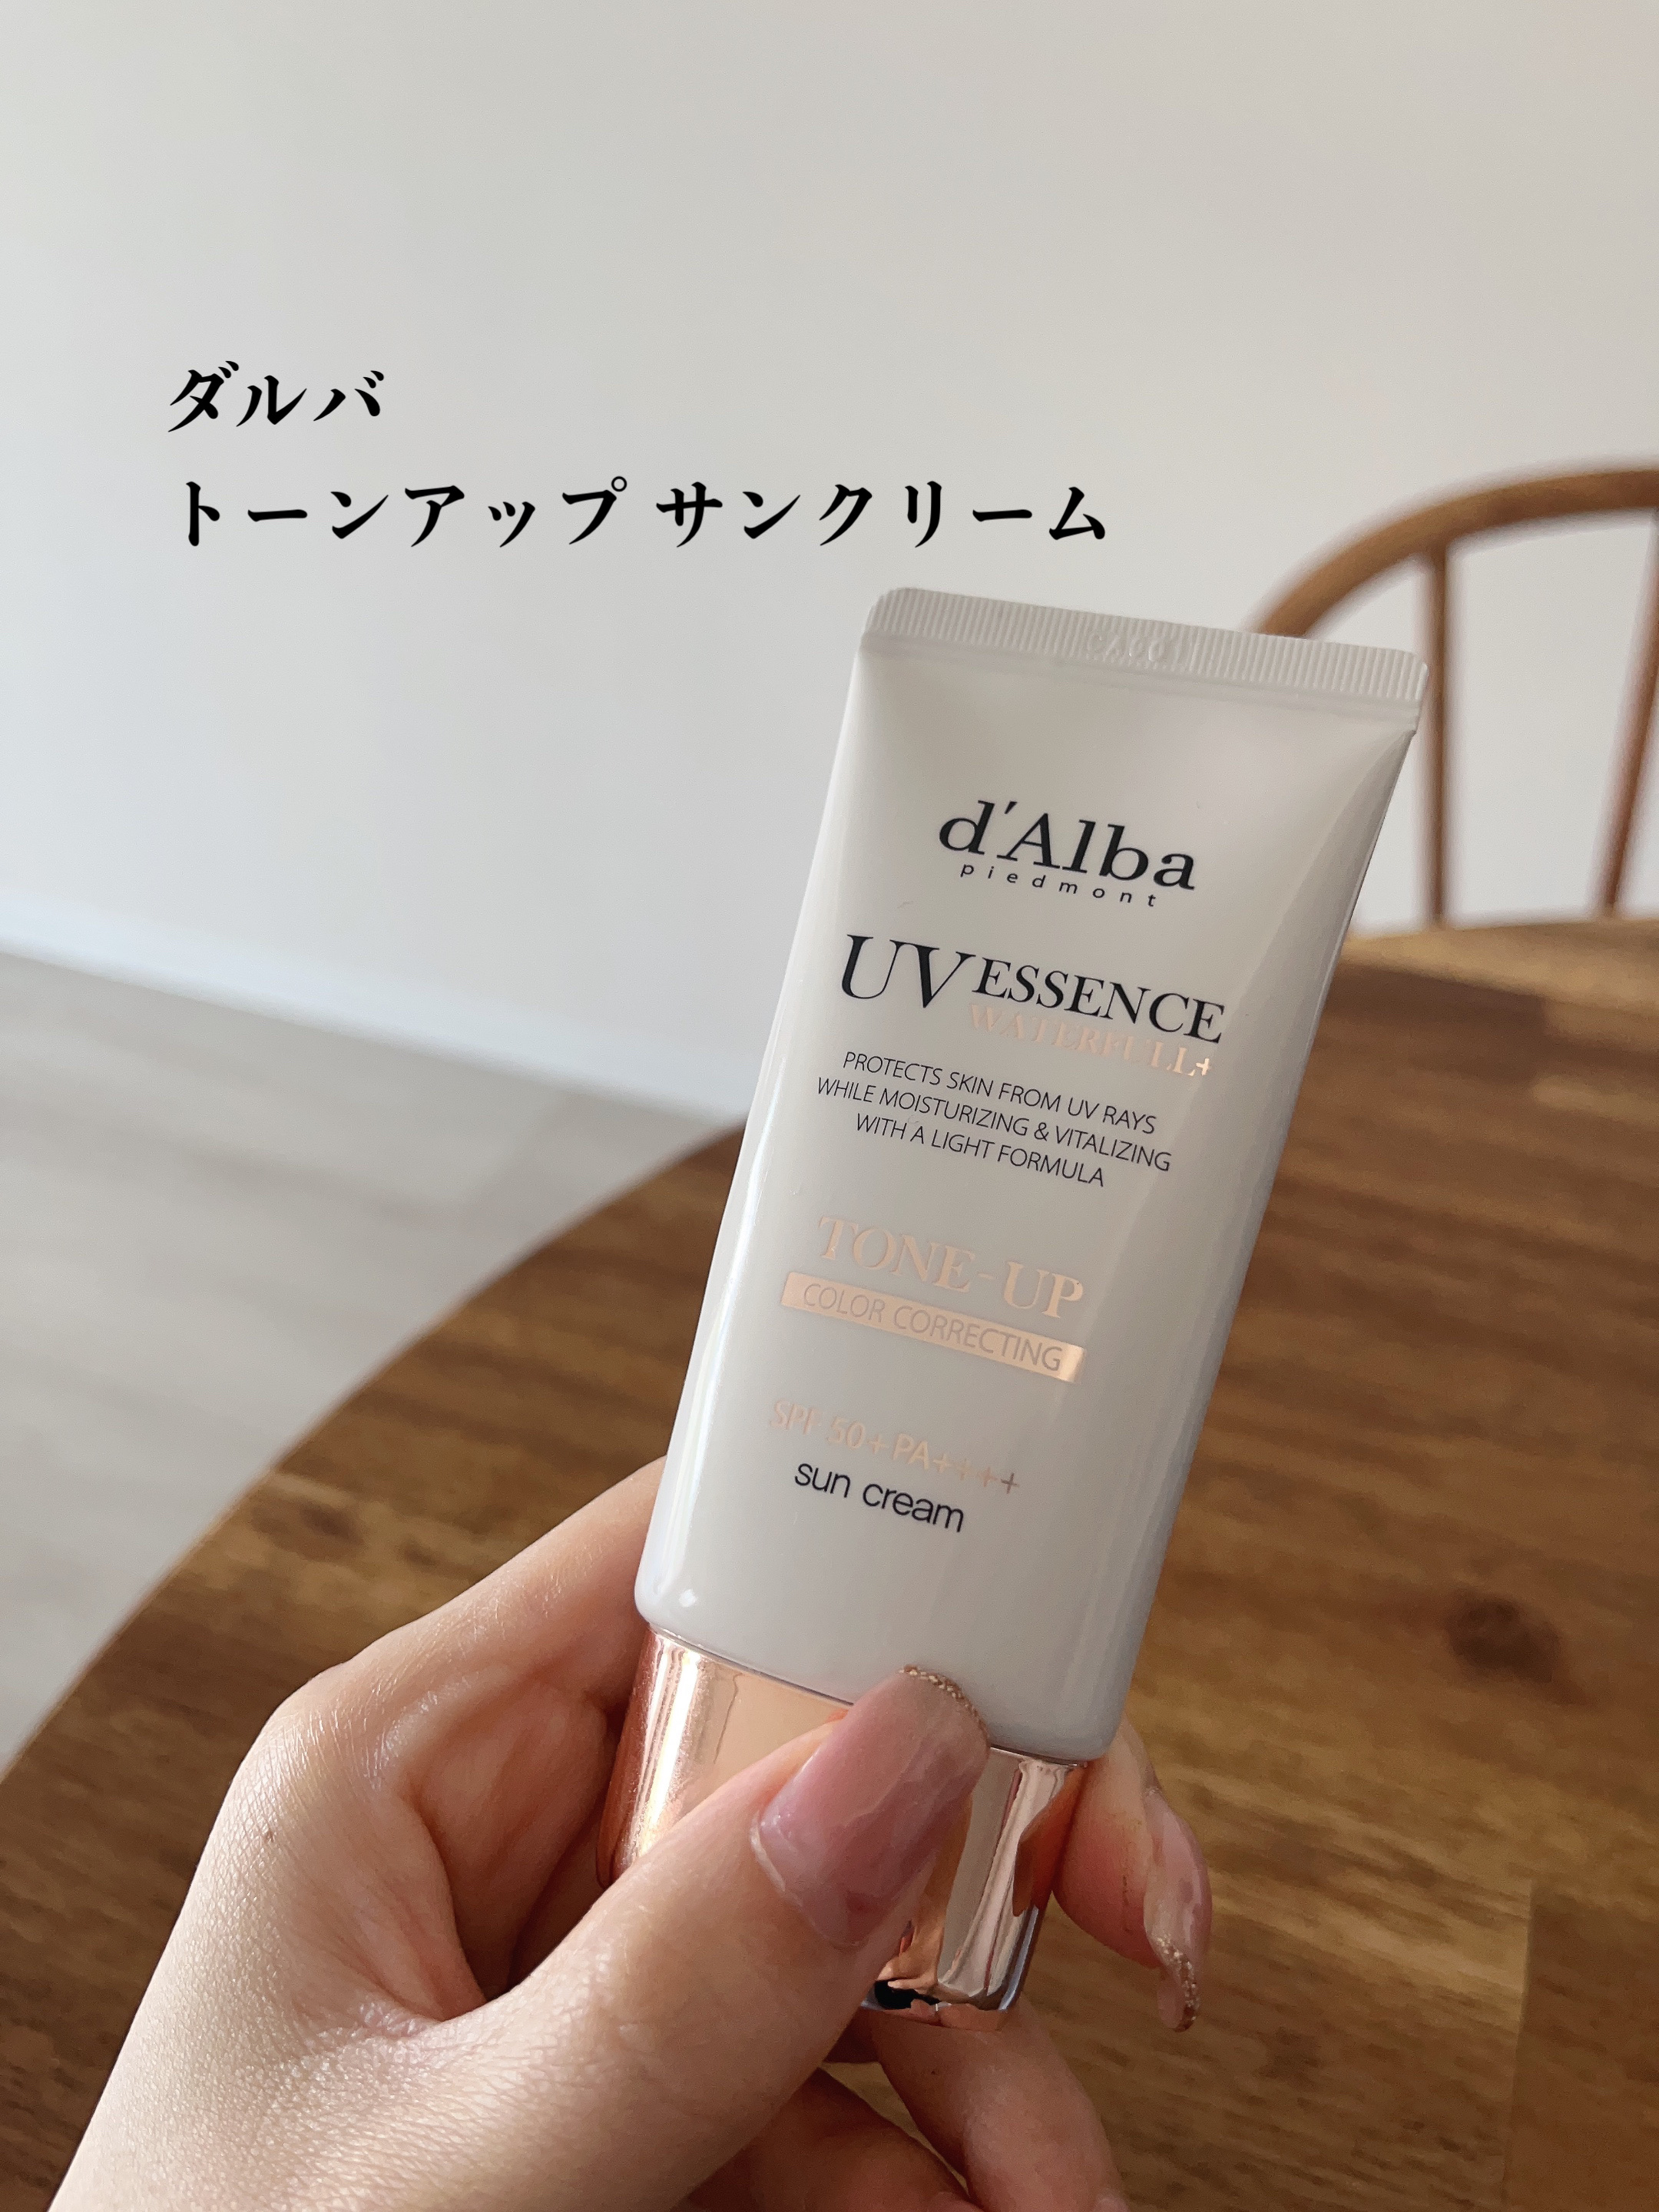 ダルバ
トーンアップ サンクリーム
d'Alba
piedmont
UV ESSENCE
WATERFULL+
PROTECTS SKIN FROM UV RAYS
WHILE MOISTURIZING & VITALIZING
WITH A LIGHT FORMULA
TONE-UP
COLOR CORRECTING
SPF 50+ PA++++
sun cream